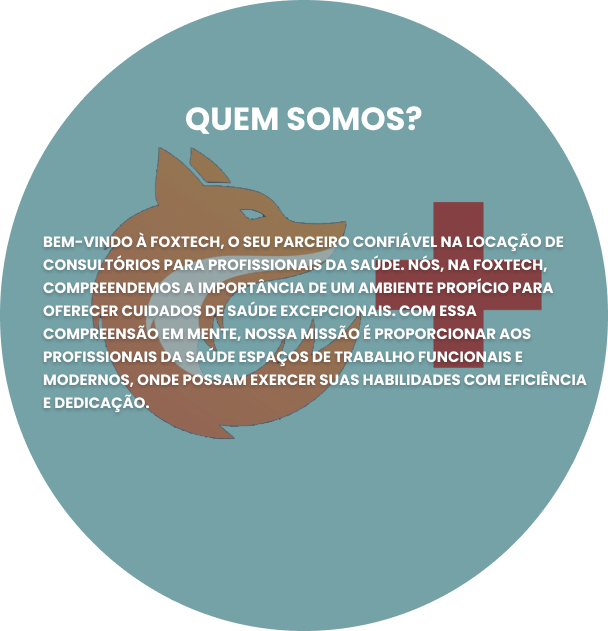 QUEM SOMOS?
BEM-VINDO À FOXTECH, O SEU PARCEIRO CONFIÁVEL NA LOCAÇÃO DE
CONSULTÓRIOS PARA PROFISSIONAIS DA SAÚDE. NÓS, NA FOXTECH,
COMPREENDEMOS A IMPORTÂNCIA DE UM AMBIENTE PROPÍCIO PARA
OFERECER CUIDADOS DE SAÚDE EXCEPCIONAIS. COM ESSA
COMPREENSÃO EM MENTE, NOSSA MISSÃO É PROPORCIONAR AOS
PROFISSIONAIS DA SAÚDE ESPAÇOS DE TRABALHO FUNCIONAIS E
MODERNOS, ONDE POSSAM EXERCER SUAS HABILIDADES COM EFICIÊNCIA
E DEDICAÇÃO.